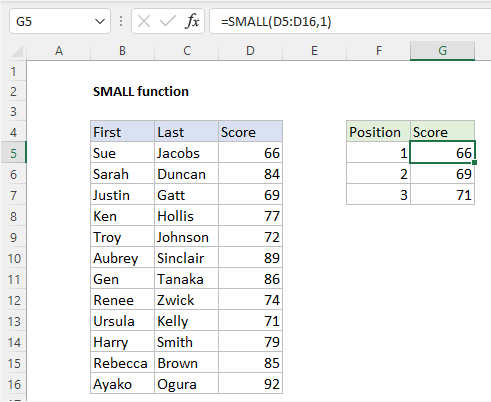 G5 fx =SMALL(D5:D16,1)
A B C D E F G
1
2 SMALL function
3
4 First Last Score Position Score
5 Sue Jacobs 66 1 66
6 Sarah Duncan 84 2 69
7 Justin Gatt 69 3 71
8 Ken Hollis 77
9 Troy Johnson 72
10 Aubrey Sinclair 89
11 Gen Tanaka 86
12 Renee Zwick 74
13 Ursula Kelly 71
14 Harry Smith 79
15 Rebecca Brown 85
16 Ayako Ogura 92